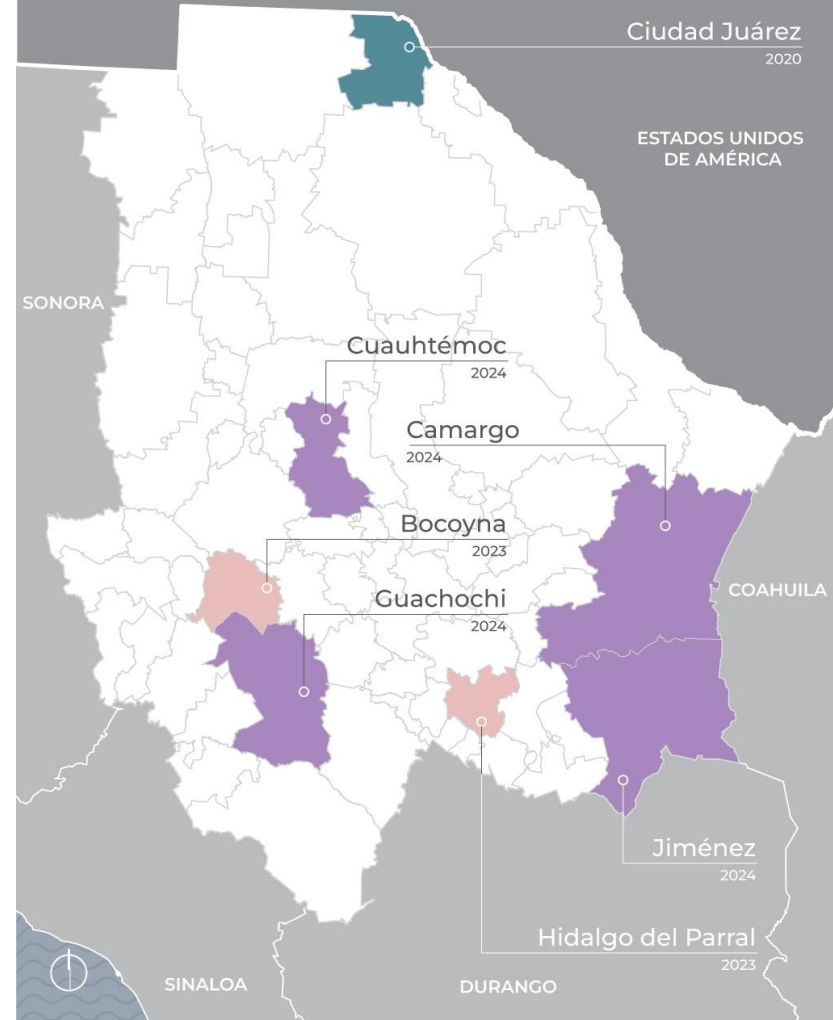 Ciudad Juárez
2020
ESTADOS UNIDOS
DE AMÉRICA
SONORA
Cuauhtémoc
2024
Camargo
2024
Bocoyna
2023
COAHUILA
Guachochi
2024
Jiménez
2024
Hidalgo del Parral
2023
SINALOA
DURANGO